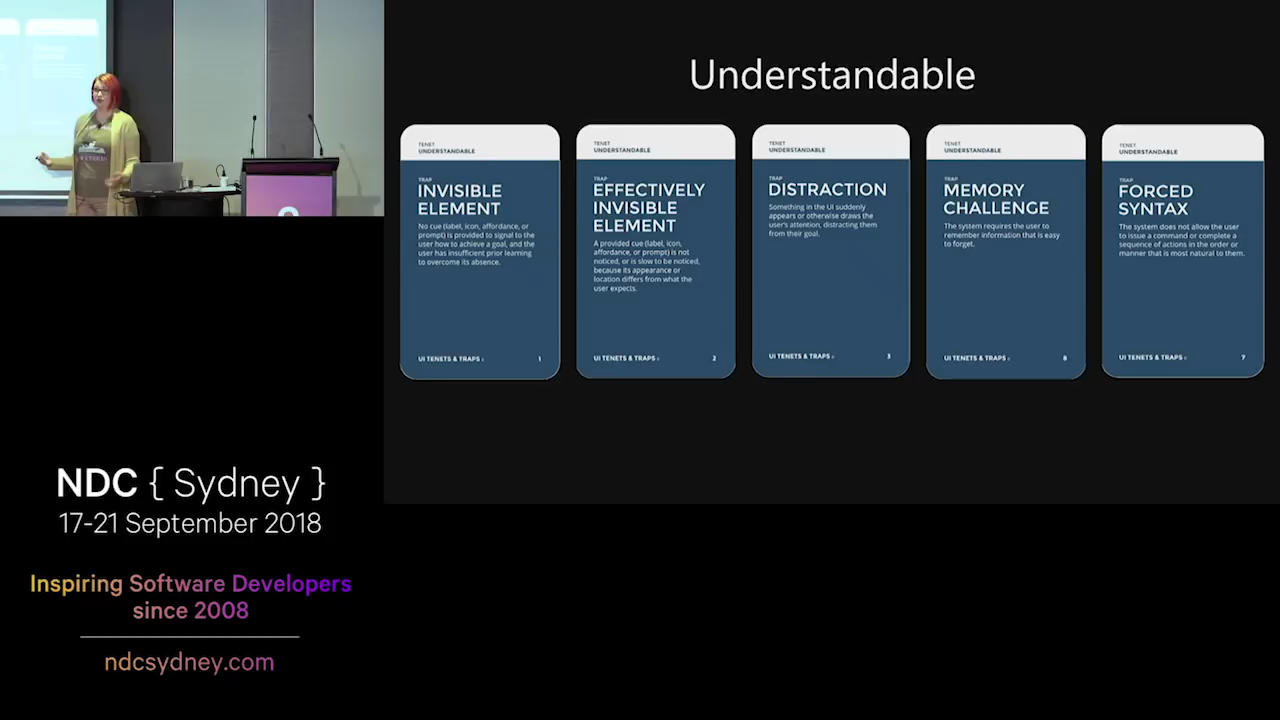 Understandable
TENET
UNDERSTANDABLE
TRAP
INVISIBLE
ELEMENT
No cue (label, icon, affordance, or
prompt) is provided to signal to the
user how to achieve a goal, and the
user has insufficient prior learning
to overcome its absence.
UI TENETS & TRAPS
1
TENET
UNDERSTANDABLE
TRAP
EFFECTIVELY
INVISIBLE
ELEMENT
A provided cue (label, icon,
affordance, or prompt) is not
noticed, or is slow to be noticed,
because its appearance or
location differs from what the
user expects.
UI TENETS & TRAPS
2
TENET
UNDERSTANDABLE
TRAP
DISTRACTION
Something in the UI suddenly
appears or otherwise draws the
user's attention, distracting them
from their goal.
UI TENETS & TRAPS
3
TENET
UNDERSTANDABLE
TRAP
MEMORY
CHALLENGE
The system requires the user to
remember information that is easy
to forget.
UI TENETS & TRAPS
8
TENET
UNDERSTANDABLE
TRAP
FORCED
SYNTAX
The system does not allow the user
to issue a command or complete a
sequence of actions in the order or
manner that is most natural to them.
UI TENETS & TRAPS
7
NDC { Sydney }
17-21 September 2018
Inspiring Software Developers
since 2008
ndcsydney.com